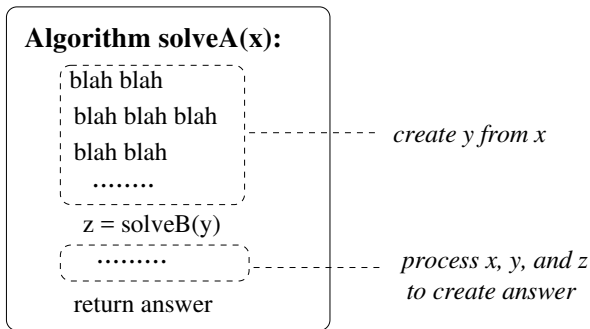 Algorithm solveA(x):
blah blah
blah blah blah
blah blah
........
create y from x
z = solveB(y)
.........
process x, y, and z
to create answer
return answer